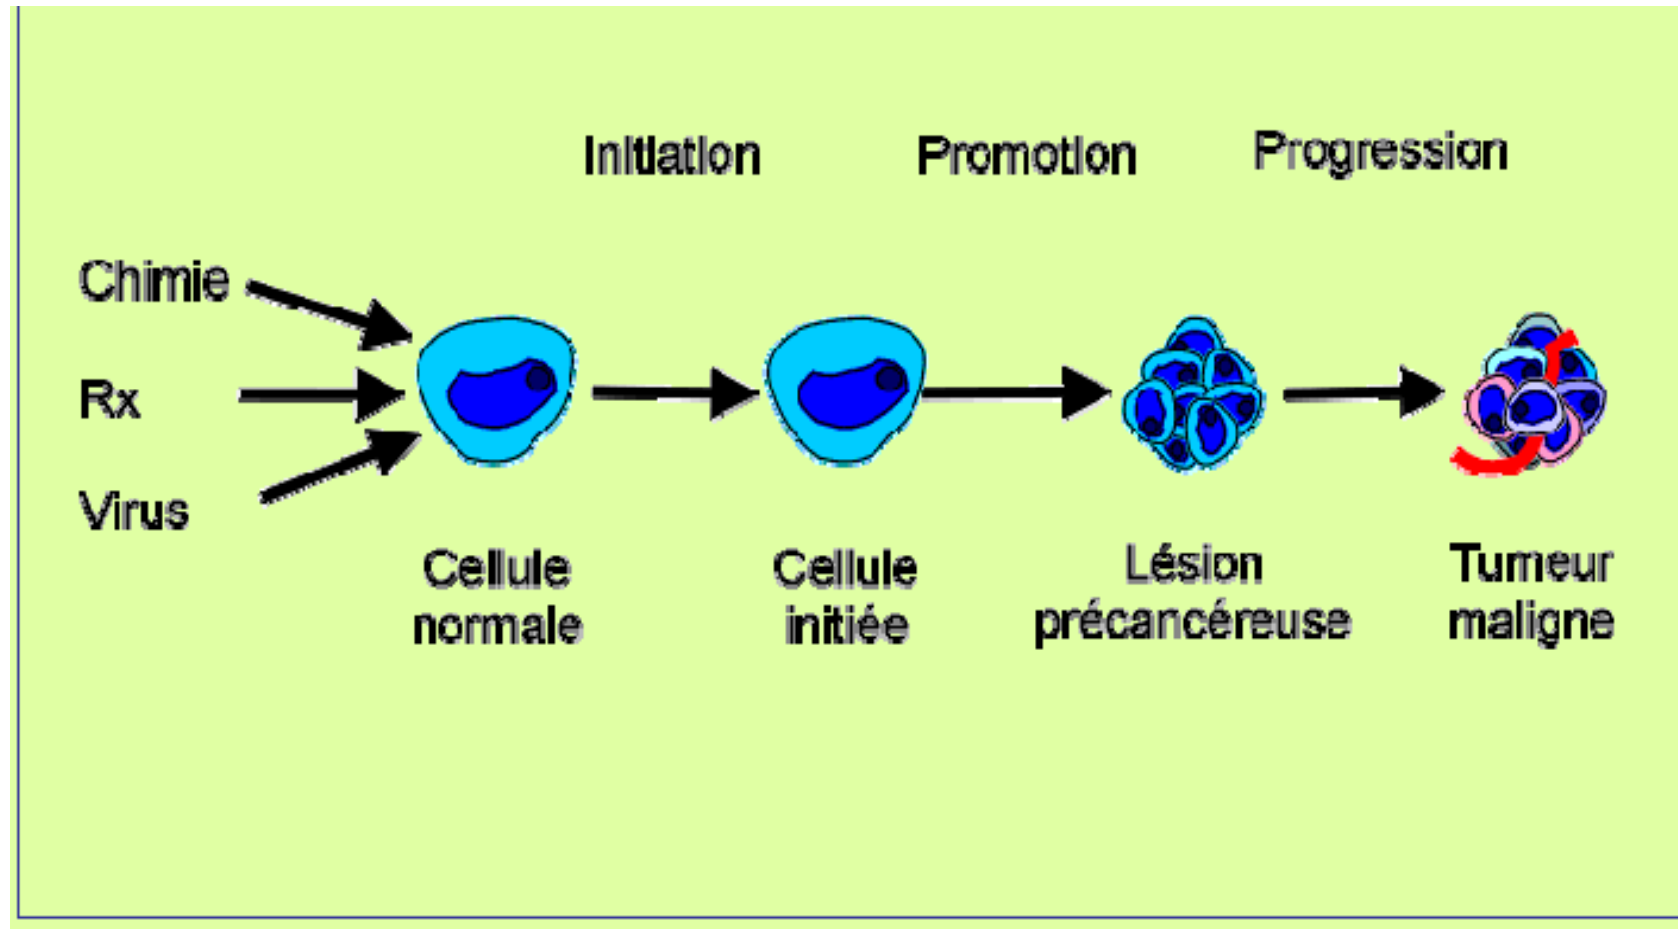 Initiation
Promotion
Progression
Chimie
Rx
Virus
Cellule
normale
Cellule
initiée
Lésion
précancéreuse
Tumeur
maligne